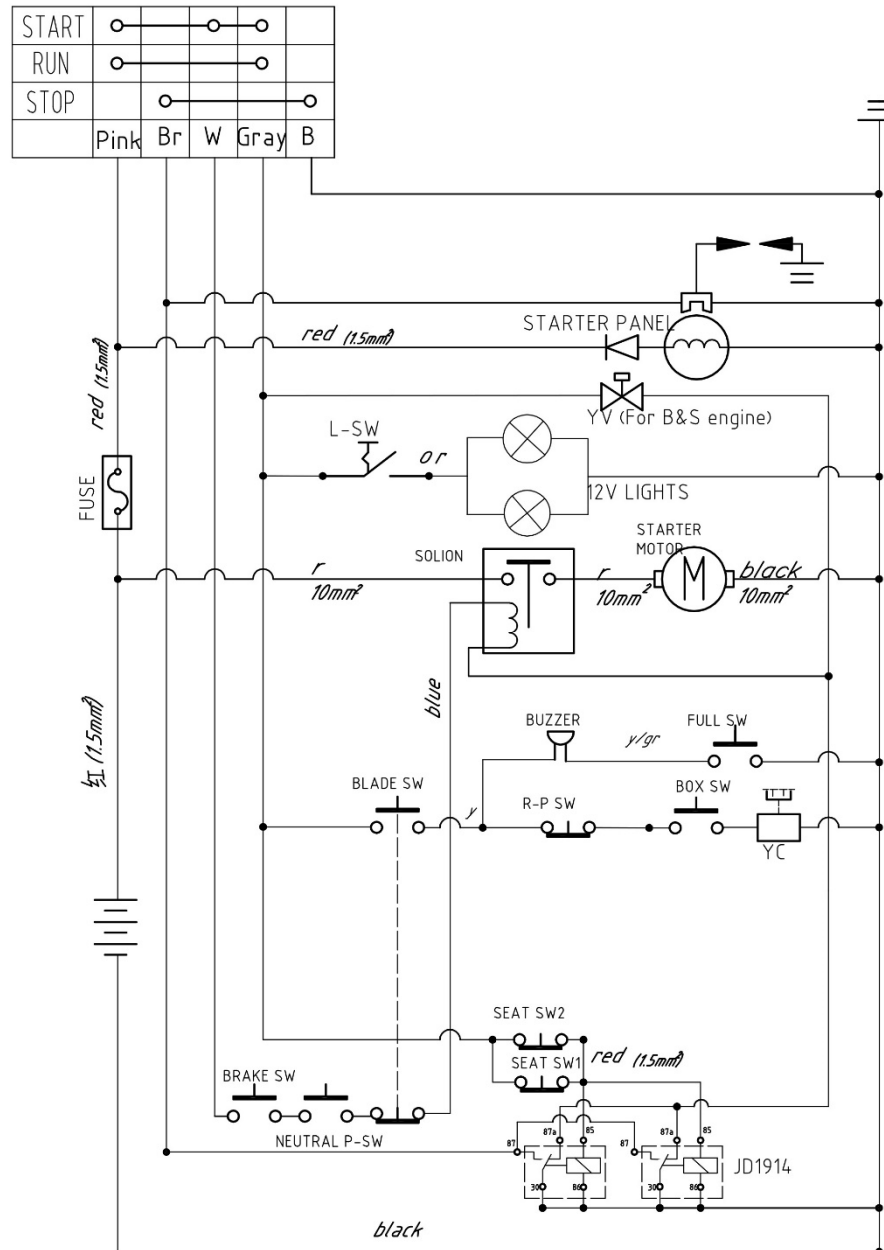 START
RUN
STOP
Pink Br W Gray B
STARTER PANEL
red (1.5mm²)
red (1.5mm²)
YV (For B&S engine)
L-SW
or
FUSE
12V LIGHTS
SOLION
STARTER
MOTOR
M
r
10mm²
r
10mm²
black
10mm²
blue
红 (1.5mm²)
BUZZER
y/gr
FULL SW
BLADE SW
y
R-P SW
BOX SW
YC
SEAT SW2
SEAT SW1
red (1.5mm²)
BRAKE SW
NEUTRAL P-SW
87 87a 85 87 87a 85
30 86 30 86
JD1914
black